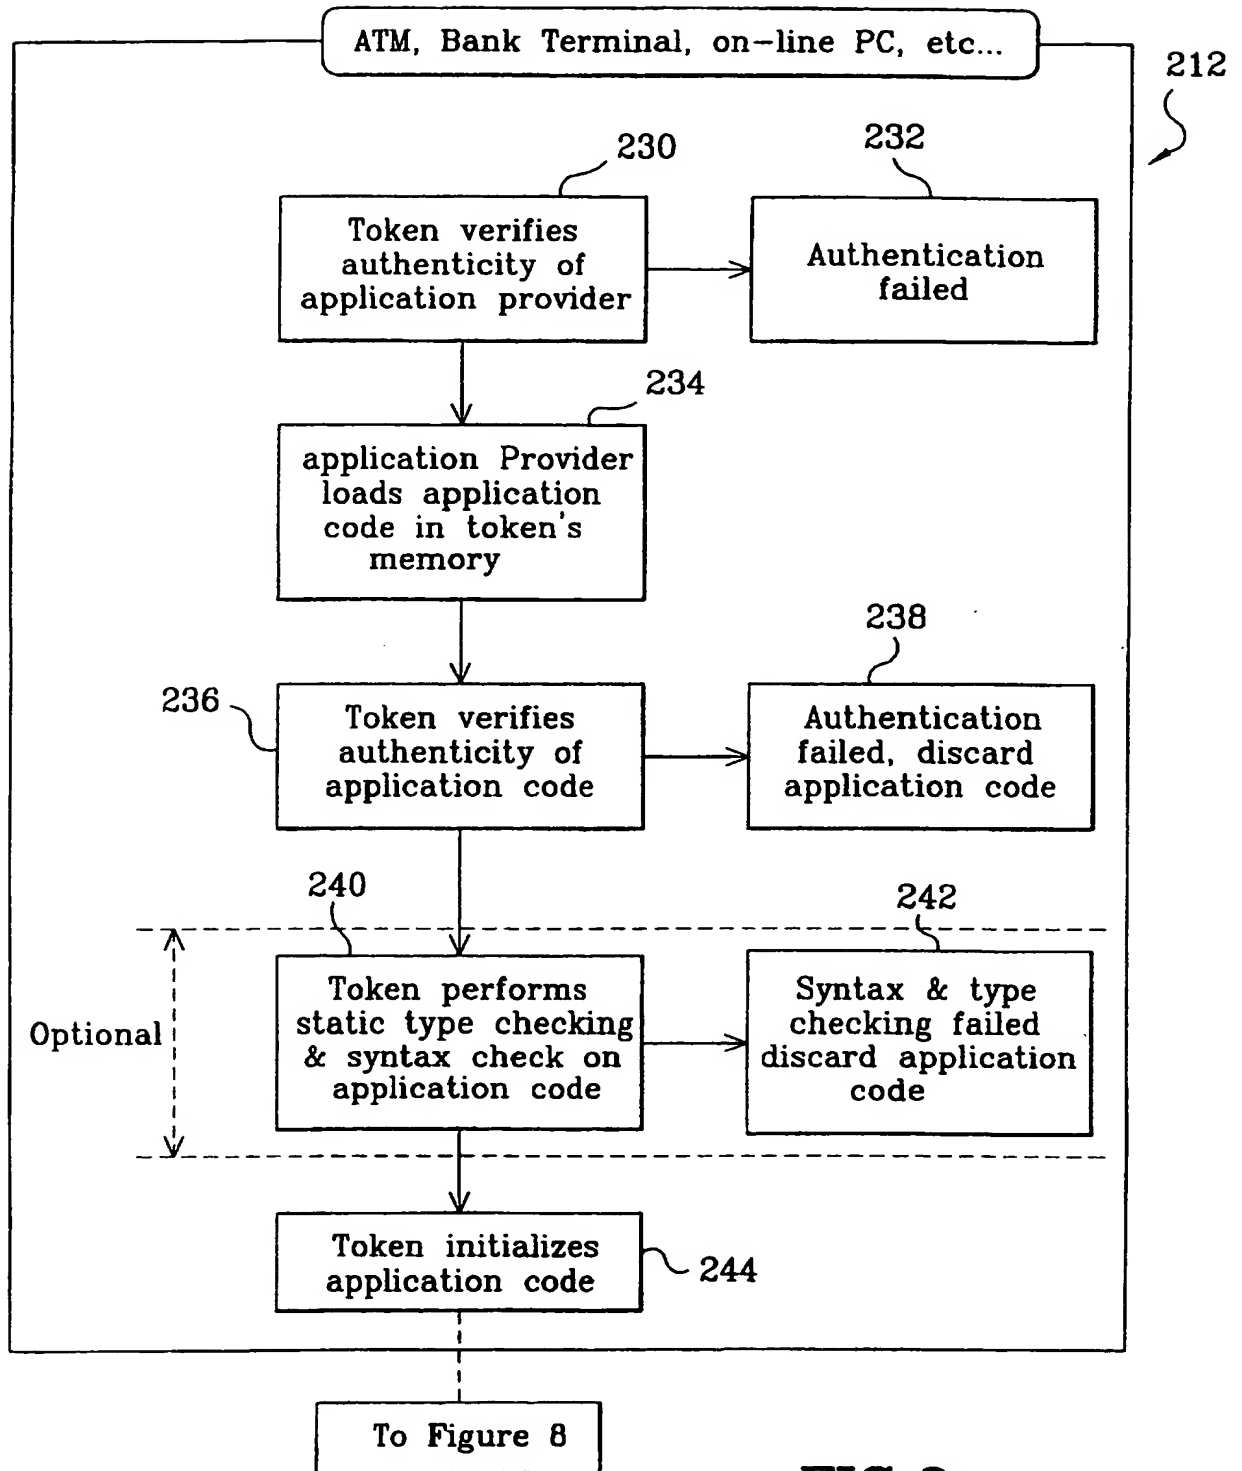 ATM, Bank Terminal, on-line PC, etc...
212
230
232
Token verifies
authenticity of
application provider
Authentication
failed
234
application Provider
loads application
code in token's
memory
238
236
Token verifies
authenticity of
application code
Authentication
failed, discard
application code
240
242
Optional
Token performs
static type checking
& syntax check on
application code
Syntax & type
checking failed
discard application
code
Token initializes
application code
244
To Figure 8